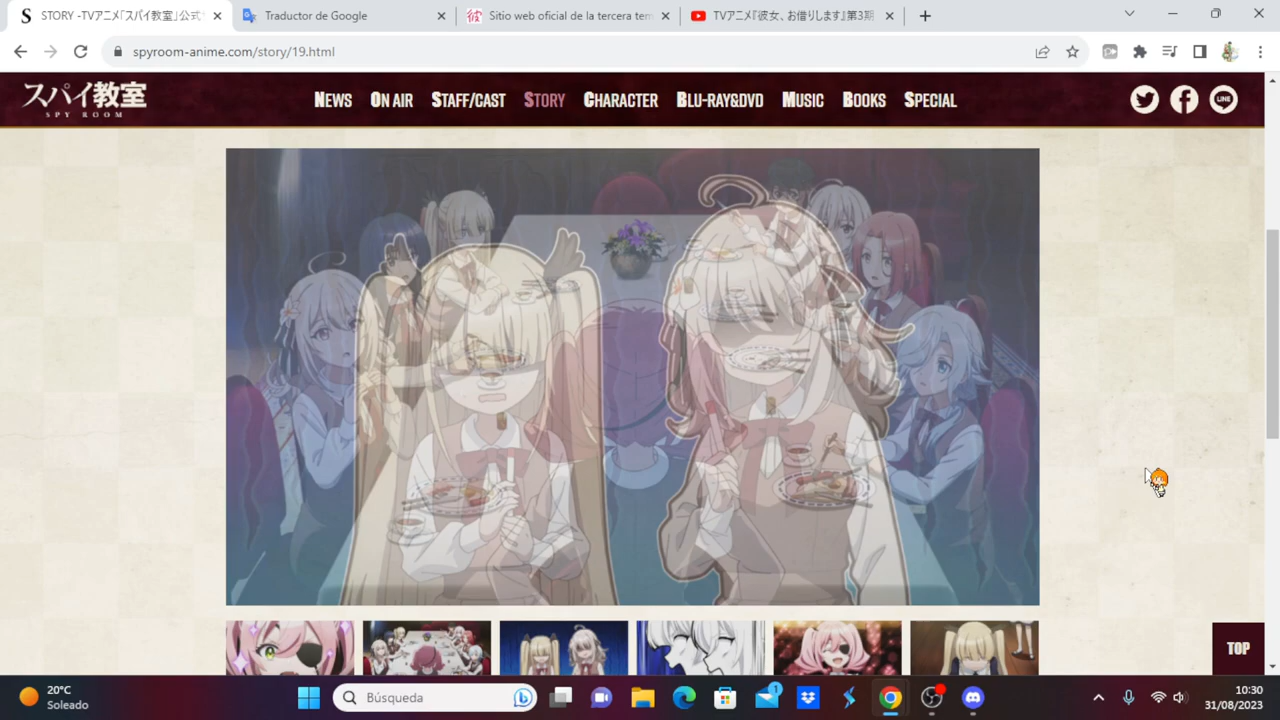 STORY -TVアニメ「スパイ教室」公式サ
Traductor de Google
Sitio web oficial de la tercera tem
TVアニメ『彼女、お借りします』第3期
spyroom-anime.com/story/19.html
スパイ教室
SPY ROOM
NEWS
ON AIR
STAFF/CAST
STORY
CHARACTER
BLU-RAY&DVD
MUSIC
BOOKS
SPECIAL
LINE
TOP
20°C
Soleado
Búsqueda
1
10:30
31/08/2023